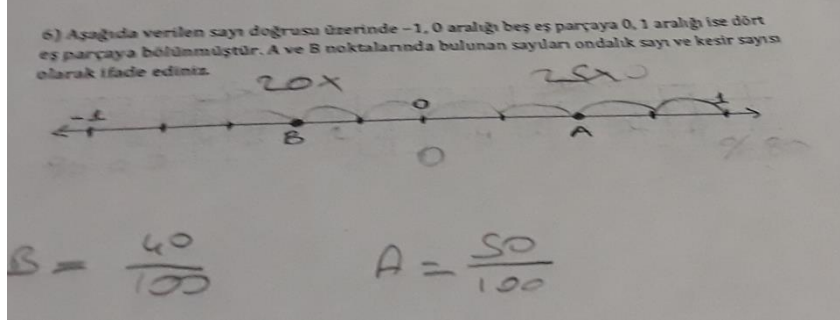 6) Aşağıda verilen sayı doğrusu üzerinde -1, 0 aralığı beş eş parçaya 0, 1 aralığı ise dört
eş parçaya bölünmüştür. A ve B noktalarında bulunan sayıları ondalık sayı ve kesir sayısı
olarak ifade ediniz.
20x 25x
-1 0 1
B A
0
B = 40/100 A = 50/100